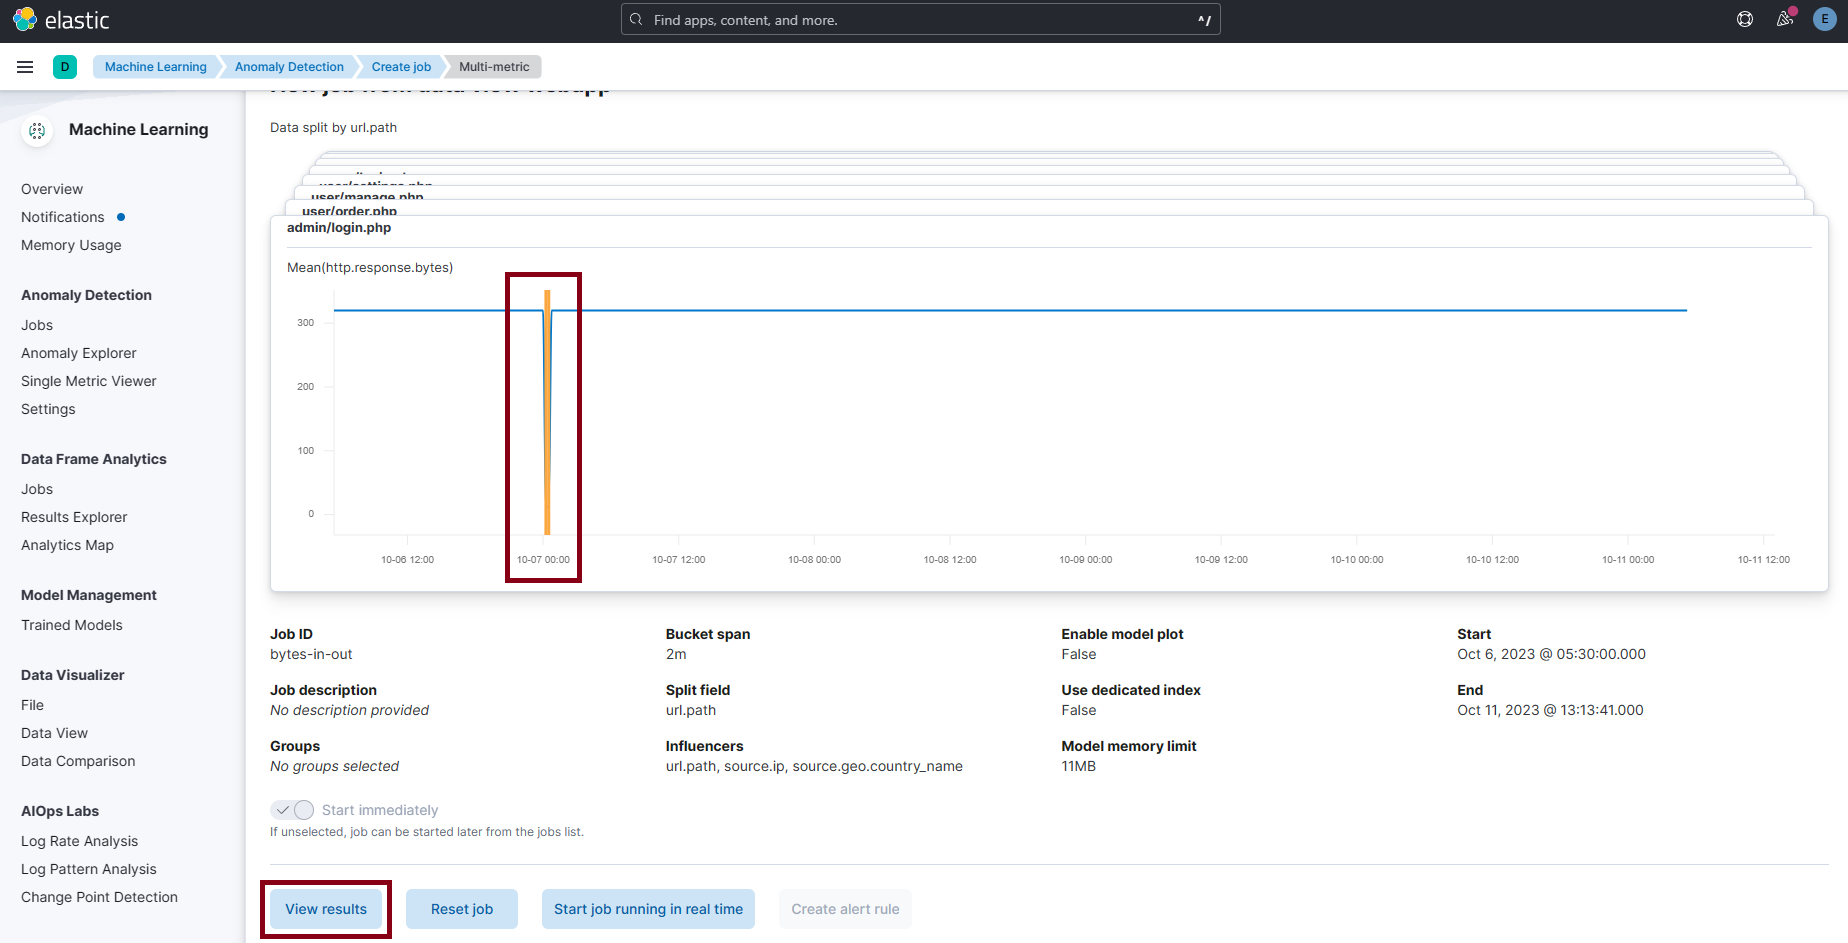 elastic
Find apps, content, and more.
^/
E
D
Machine Learning
Anomaly Detection
Create job
Multi-metric
New job from data view webapp
Machine Learning
Overview
Notifications
Memory Usage
Anomaly Detection
Jobs
Anomaly Explorer
Single Metric Viewer
Settings
Data Frame Analytics
Jobs
Results Explorer
Analytics Map
Model Management
Trained Models
Data Visualizer
File
Data View
Data Comparison
AIOps Labs
Log Rate Analysis
Log Pattern Analysis
Change Point Detection
Data split by url.path
user/settings.php
user/manage.php
user/order.php
admin/login.php
Mean(http.response.bytes)
300
200
100
0
10-06 12:00
10-07 00:00
10-07 12:00
10-08 00:00
10-08 12:00
10-09 00:00
10-09 12:00
10-10 00:00
10-10 12:00
10-11 00:00
10-11 12:00
Job ID
bytes-in-out
Bucket span
2m
Enable model plot
False
Start
Oct 6, 2023 @ 05:30:00.000
Job description
No description provided
Split field
url.path
Use dedicated index
False
End
Oct 11, 2023 @ 13:13:41.000
Groups
No groups selected
Influencers
url.path, source.ip, source.geo.country_name
Model memory limit
11MB
Start immediately
If unselected, job can be started later from the jobs list.
View results
Reset job
Start job running in real time
Create alert rule